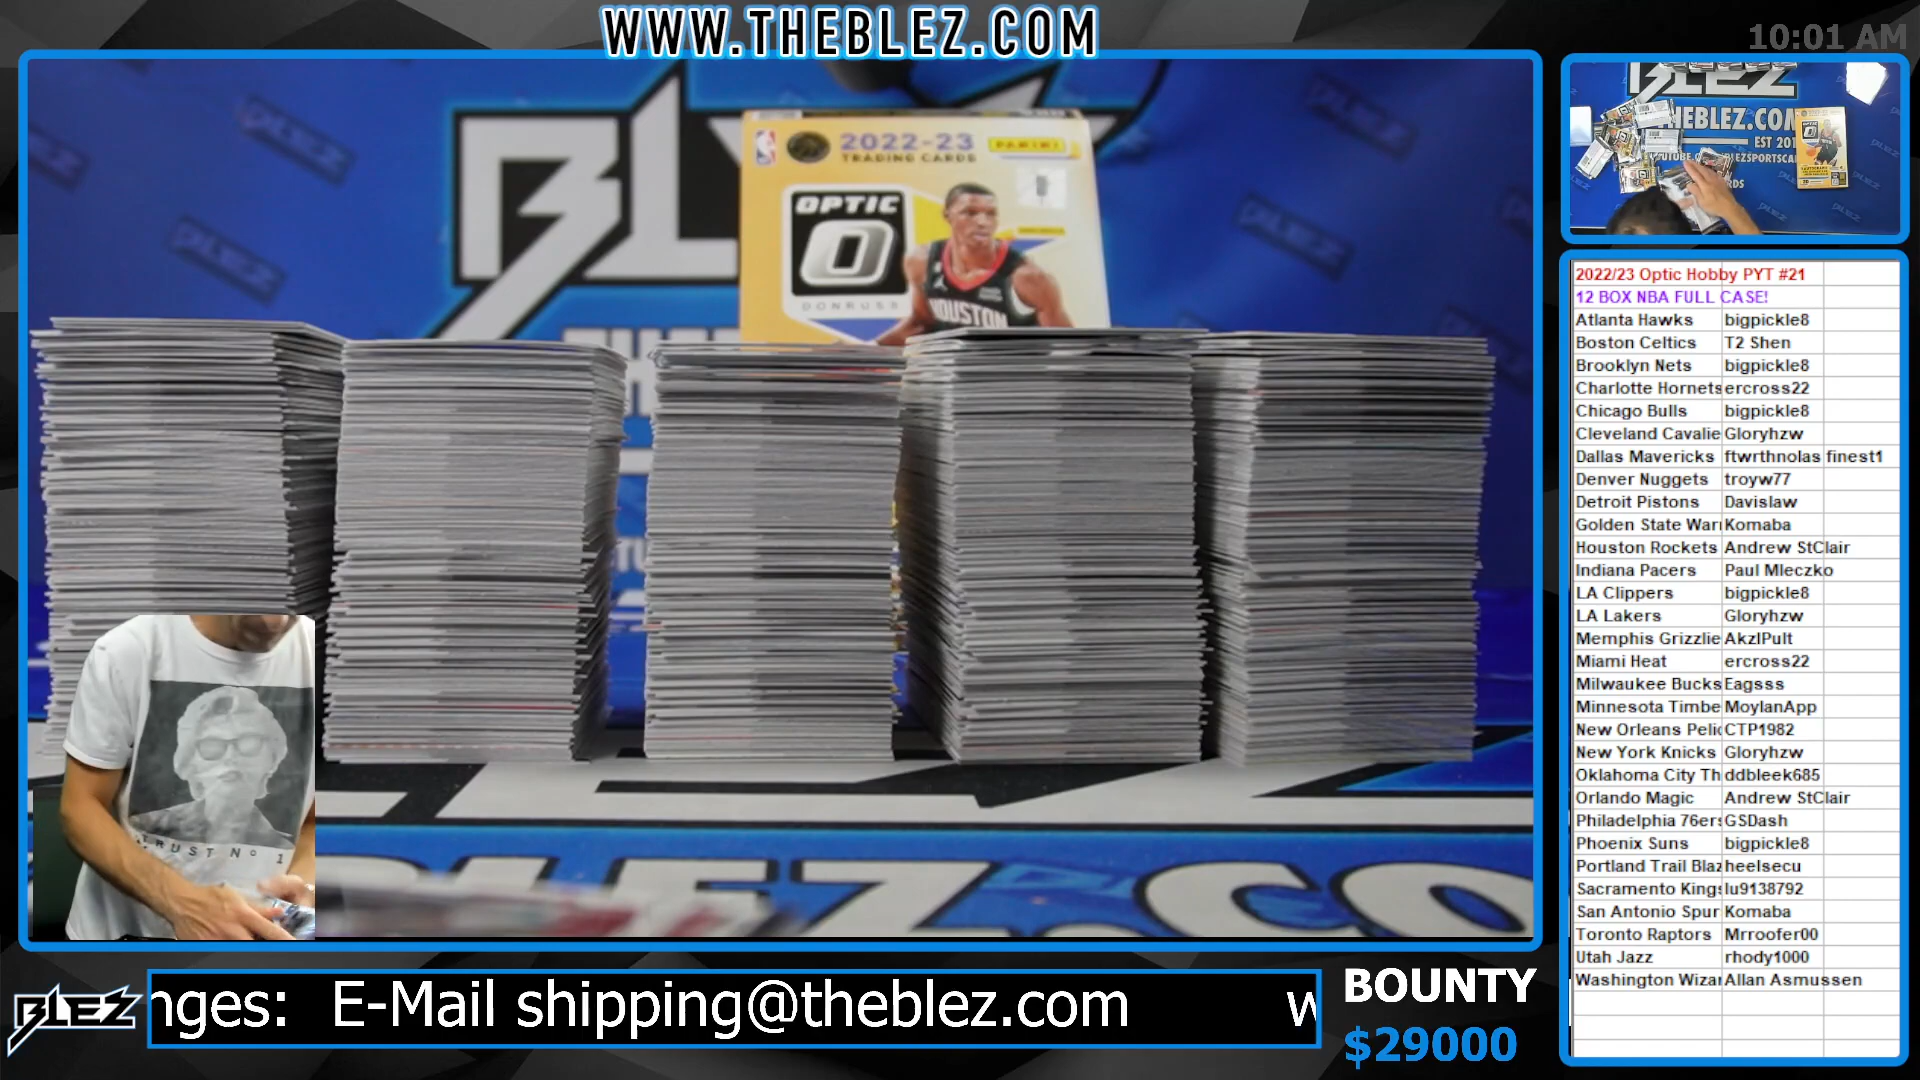 WWW.THEBLEZ.COM
10:01 AM
2022-23
TRADING CARDS
PANINI
OPTIC
DONRUSS
HOUSTON
BLEZ
THEBLEZ.COM
TRUST Nº 1
2022/23 Optic Hobby PYT #21
12 BOX NBA FULL CASE!
Atlanta Hawks bigpickle8
Boston Celtics T2 Shen
Brooklyn Nets bigpickle8
Charlotte Hornets ercross22
Chicago Bulls bigpickle8
Cleveland Cavalie Gloryhzw
Dallas Mavericks ftwrthnolas finest1
Denver Nuggets troyw77
Detroit Pistons Davislaw
Golden State Warr Komaba
Houston Rockets Andrew StClair
Indiana Pacers Paul Mleczko
LA Clippers bigpickle8
LA Lakers Gloryhzw
Memphis Grizzlie AkzlPult
Miami Heat ercross22
Milwaukee Bucks Eagsss
Minnesota Timbe MoylanApp
New Orleans Pelic CTP1982
New York Knicks Gloryhzw
Oklahoma City Th ddbleek685
Orlando Magic Andrew StClair
Philadelphia 76ers GSDash
Phoenix Suns bigpickle8
Portland Trail Blaz heelsecu
Sacramento Kings lu9138792
San Antonio Spur Komaba
Toronto Raptors Mrroofer00
Utah Jazz rhody1000
Washington Wizar Allan Asmussen
BLEZ
nges: E-Mail shipping@theblez.com
BOUNTY
$29000